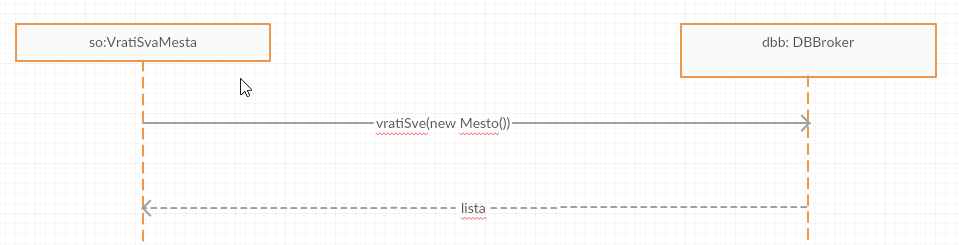 so:VratiSvaMesta
dbb: DBBroker
vratiSve(new Mesto())
lista